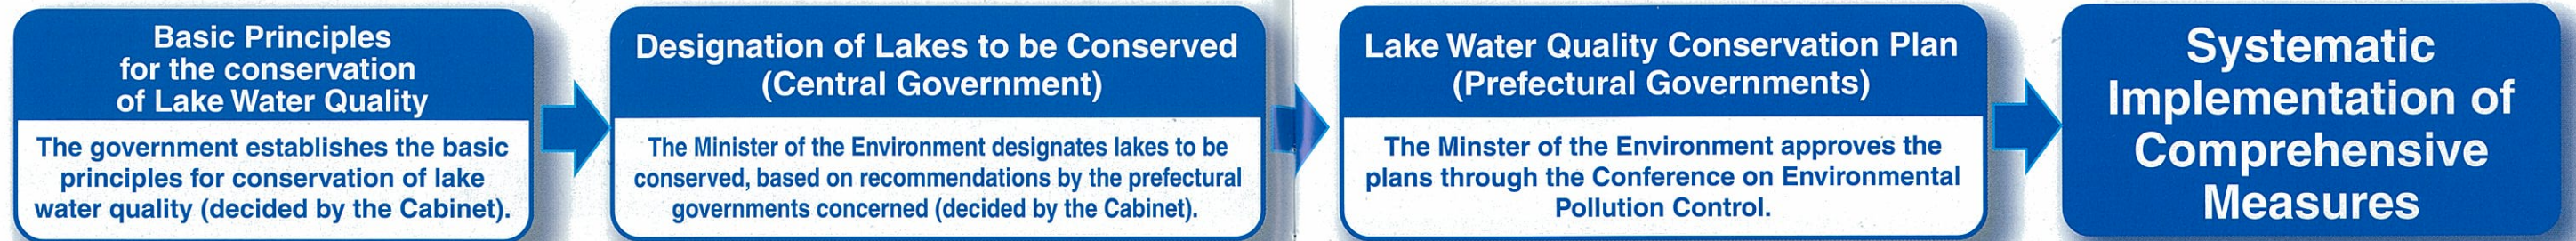 Basic Principles
for the conservation
of Lake Water Quality
The government establishes the basic
principles for conservation of lake
water quality (decided by the Cabinet).
Designation of Lakes to be Conserved
(Central Government)
The Minister of the Environment designates lakes to be
conserved, based on recommendations by the prefectural
governments concerned (decided by the Cabinet).
Lake Water Quality Conservation Plan
(Prefectural Governments)
The Minster of the Environment approves the
plans through the Conference on Environmental
Pollution Control.
Systematic
Implementation of
Comprehensive
Measures